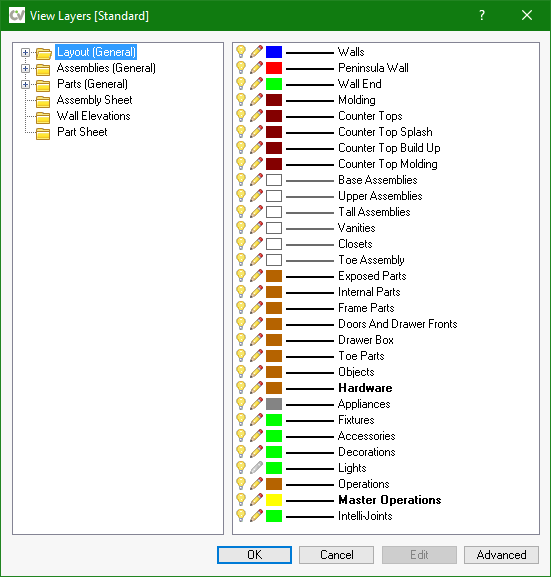 CV View Layers [Standard] ?
Layout (General)
Assemblies (General)
Parts (General)
Assembly Sheet
Wall Elevations
Part Sheet
Walls
Peninsula Wall
Wall End
Molding
Counter Tops
Counter Top Splash
Counter Top Build Up
Counter Top Molding
Base Assemblies
Upper Assemblies
Tall Assemblies
Vanities
Closets
Toe Assembly
Exposed Parts
Internal Parts
Frame Parts
Doors And Drawer Fronts
Drawer Box
Toe Parts
Objects
Hardware
Appliances
Fixtures
Accessories
Decorations
Lights
Operations
Master Operations
Intelli-Joints
OK Cancel Edit Advanced